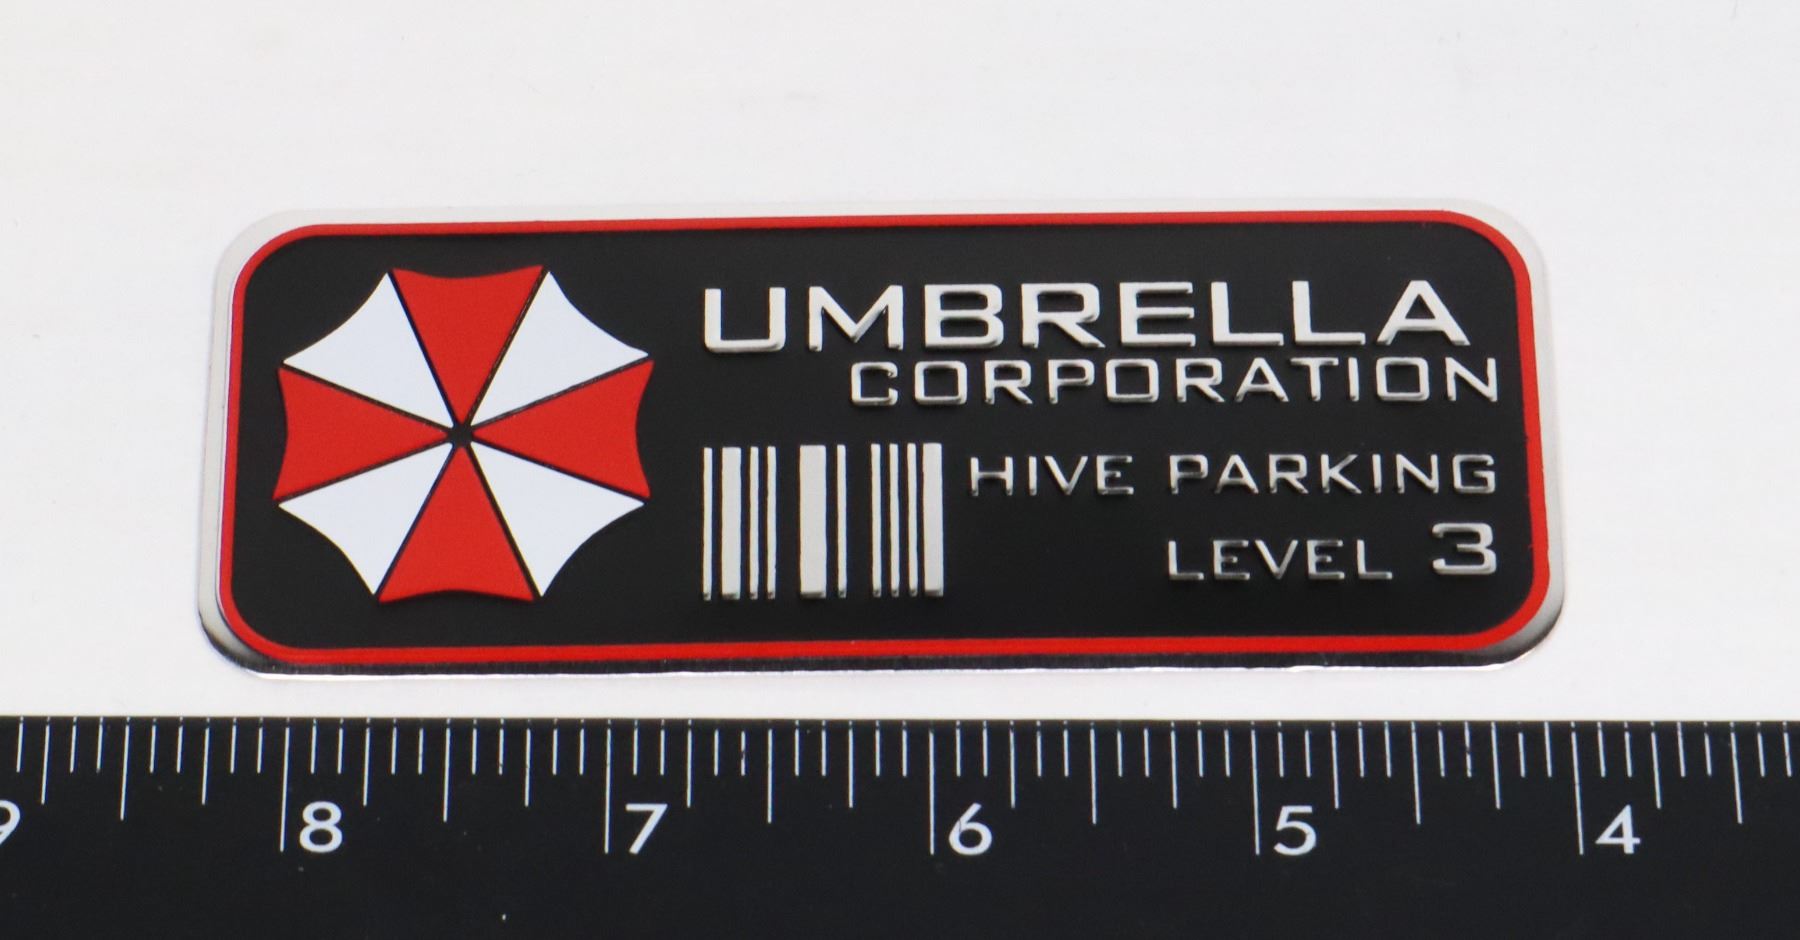 UMBRELLA
CORPORATION
HIVE PARKING
LEVEL 3
9 8 7 6 5 4